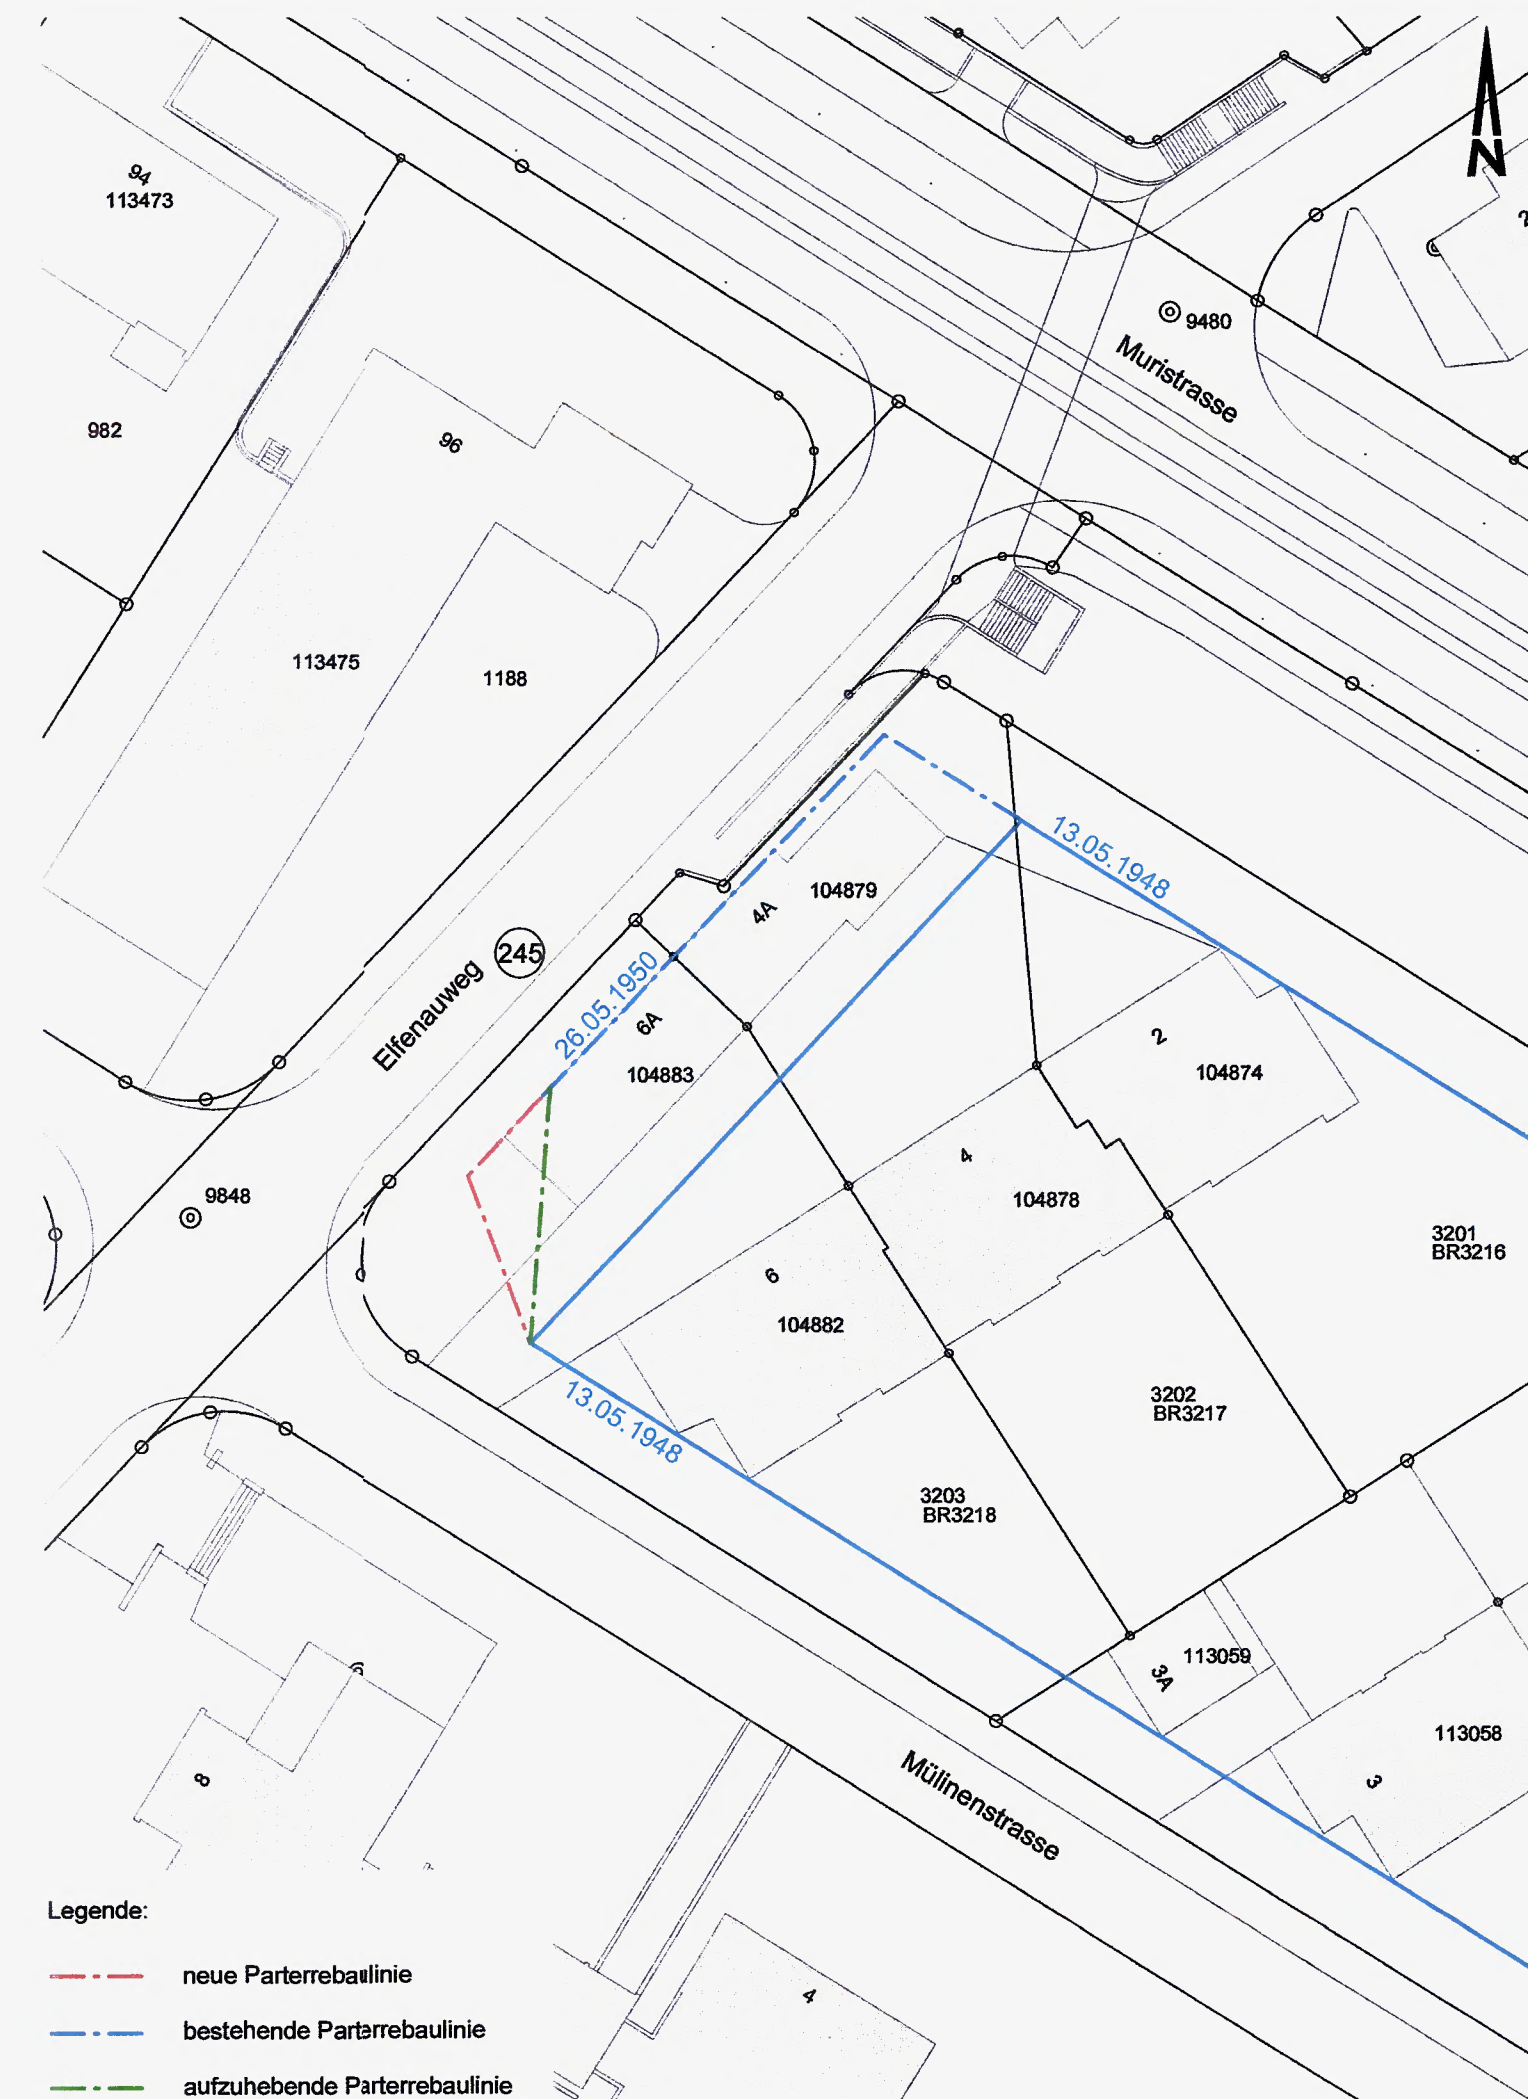 N
94
113473
982
96
9480
Muristrasse
113475
1188
13.05.1948
104879
4A
245
Elfenauweg
26.05.1950
6A
104883
2
104874
4
104878
9848
3201
BR3216
6
104882
13.05.1948
3202
BR3217
3203
BR3218
113059
3A
113058
3
8
Mülinenstrasse
4
Legende:
neue Parterrebaulinie
bestehende Parterrebaulinie
aufzuhebende Parterrebaulinie